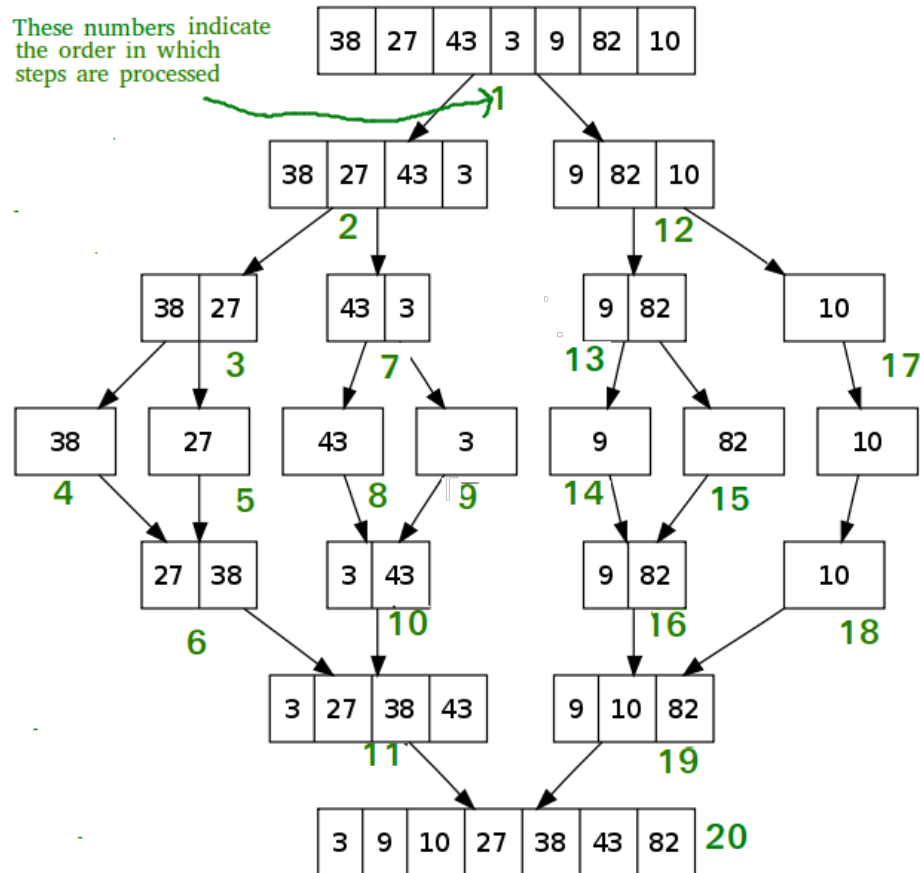 These numbers indicate
the order in which
steps are processed
38 27 43 3 9 82 10
1
38 27 43 3 9 82 10
2 12
38 27 43 3 9 82 10
3 7 13 17
38 27 43 3 9 82 10
4 5 8 9 14 15
27 38 3 43 9 82 10
6 10 16 18
3 27 38 43 9 10 82
11 19
3 9 10 27 38 43 82 20